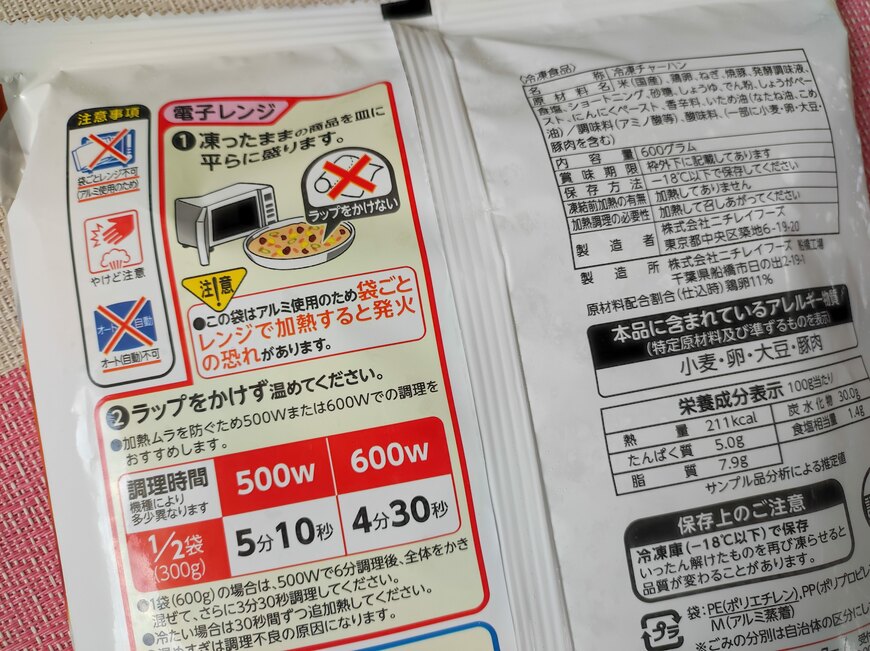 注意事項
袋ごとレンジ不可
(アルミ使用のため)
やけど注意
オート 自動
オート(自動)不可
電子レンジ
❶凍ったままの商品を皿に
平らに盛ります。
ラップをかけない
注意
●この袋はアルミ使用のため袋ごと
レンジで加熱すると発火
の恐れがあります。
❷ラップをかけず温めてください。
●加熱ムラを防ぐため500Wまたは600Wでの調理を
おすすめします。
調理時間
機種により
多少異なります
500W
600W
1/2袋
(300g)
5分10秒
4分30秒
●1袋(600g)の場合は、500Wで6分調理後、全体をかき
混ぜて、さらに3分30秒調理してください。
●冷たい場合は30秒間ずつ追加熱してください。
は調理不良の原因になります。
〈冷凍食品〉
名称 冷凍チャーハン
原材料名 米(国産)、鶏卵、ねぎ、焼豚、発酵調味液、
食塩、ショートニング、砂糖、しょうゆ、でん粉、しょうがペー
スト、にんにくペースト、香辛料、いため油(なたね油、こめ
油)/調味料(アミノ酸等)、酸味料、(一部に小麦・卵・大豆・
豚肉を含む)
内容量 600グラム
賞味期限 枠外下に記載してあります
保存方法 −18℃以下で保存してください
凍結前加熱の有無 加熱してありません
加熱調理の必要性 加熱して召しあがってください
製造者 株式会社ニチレイフーズ
東京都中央区築地6-19-20
製造所 株式会社ニチレイフーズ 船橋工場
千葉県船橋市日の出2-19-1
原材料配合割合(仕込時)鶏卵11%
本品に含まれているアレルギー物質
(特定原材料及び準ずるものを表示)
小麦・卵・大豆・豚肉
栄養成分表示 100g当たり
熱量 211kcal 炭水化物 30.0g
たんぱく質 5.0g 食塩相当量 1.4g
脂質 7.9g
サンプル品分析による推定値
保存上のご注意
冷凍庫(−18℃以下)で保存
いったん解けたものを再び凍らせると
品質が変わることがあります。
プラ
袋:PE(ポリエチレン)、PP(ポリプロピレ
M(アルミ蒸着)
※ごみの分別は自治体の区分に